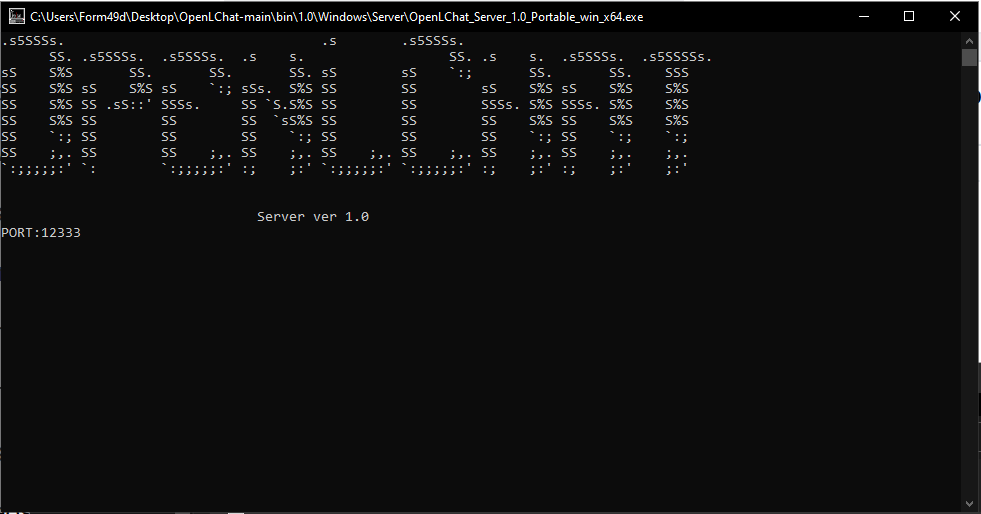 C:\Users\Form49d\Desktop\OpenLChat-main\bin\1.0\Windows\Server\OpenLChat_Server_1.0_Portable_win_x64.exe
.s5SSSs.                                .s        .s5SSSs.
      SS. .s5SSSs.  .s5SSSs.  .s    s.                  SS. .s    s.  .s5SSSs.  .s5SSSSs.
sS    S%S       SS.       SS.       SS. sS        sS    `:;       SS.       SS.    SSS
SS    S%S sS    S%S sS    `:; sSs.  S%S SS        SS        sS    S%S sS    S%S    S%S
SS    S%S SS .sS::' SSSs.     SS `S.S%S SS        SS        SSSs. S%S SSSs. S%S    S%S
SS    S%S SS        SS        SS  `sS%S SS        SS        SS    S%S SS    S%S    S%S
SS    `:; SS        SS        SS    `:; SS        SS        SS    `:; SS    `:;    `:;
SS    ;,. SS        SS    ;,. SS    ;,. SS    ;,. SS    ;,. SS    ;,. SS    ;,.    ;,.
`:;;;;;:' `:        `:;;;;;:' :;    ;:' `:;;;;;:' `:;;;;;:' :;    ;:' :;    ;:'    ;:'
Server ver 1.0
PORT:12333